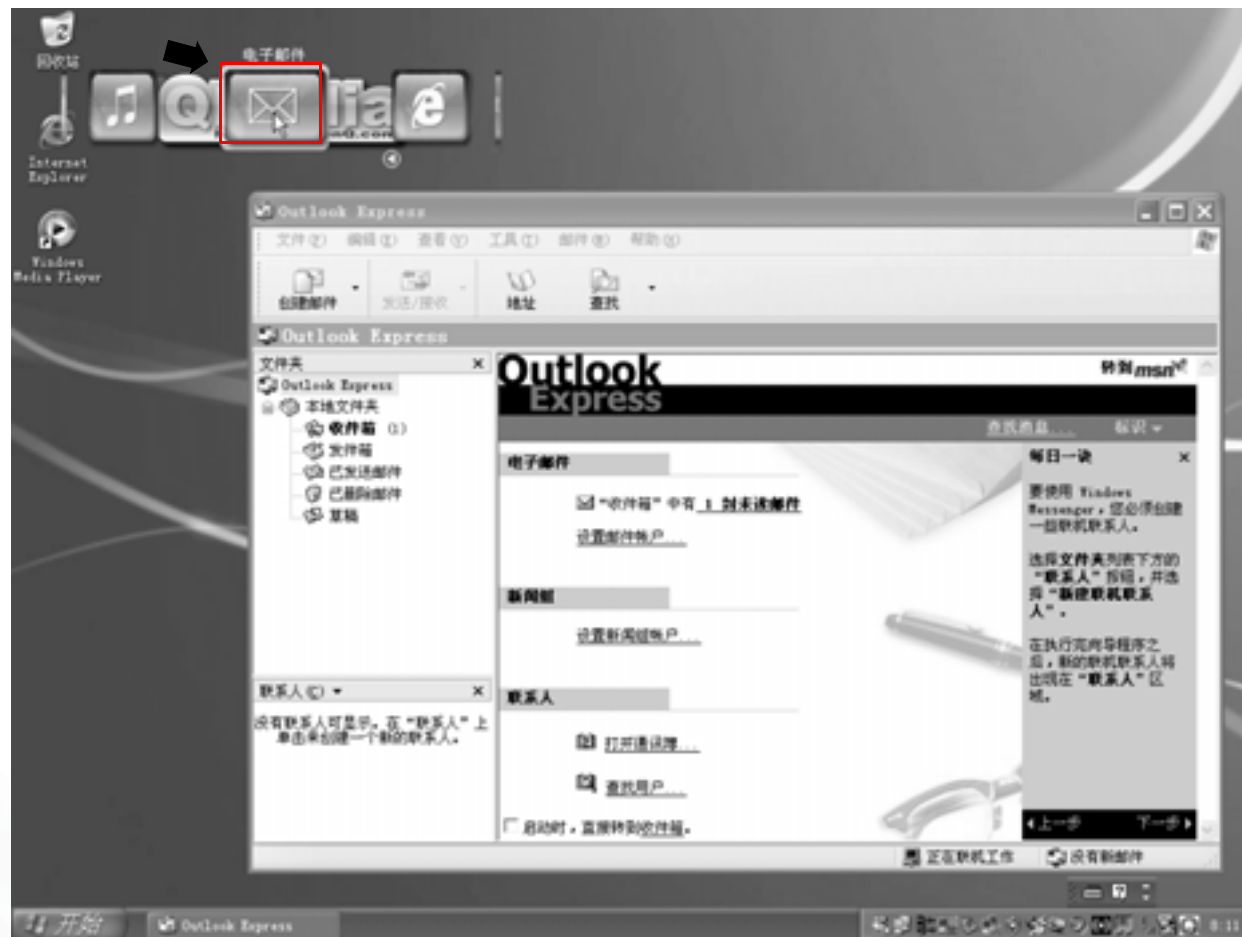 回收站
电子邮件
Internet
Explorer
Windows
Media Player
Outlook Express
文件(F) 编辑(E) 查看(V) 工具(T) 邮件(M) 帮助(H)
创建邮件 发送/接收 地址 查找
Outlook Express
文件夹
Outlook Express
本地文件夹
收件箱 (1)
发件箱
已发送邮件
已删除邮件
草稿
联系人(C)
没有联系人可显示。在“联系人”上
单击来创建一个新的联系人。
Outlook
Express
转到 msn
查找消息... 标识
电子邮件
“收件箱”中有 1 封未读邮件
设置邮件帐户...
新闻组
设置新闻组帐户...
联系人
打开通讯簿...
查找用户...
启动时，直接转到收件箱。
每日一诀
要使用 Windows
Messenger，您必须创建
一些联机联系人。
选择文件夹列表下方的
“联系人”按钮，并选
择“新建联机联系
人”。
在执行完向导程序之
后，新的联机联系人将
出现在“联系人”区
域。
上一步 下一步
正在联机工作 没有新邮件
开始 Outlook Express 8:11